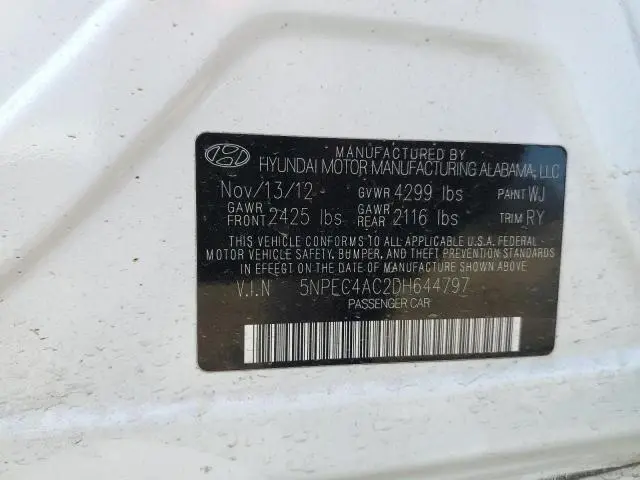 MANUFACTURED BY
HYUNDAI MOTOR MANUFACTURING ALABAMA, LLC
Nov/13/12 GVWR 4299 lbs PAINT WJ
GAWR FRONT 2425 lbs GAWR REAR 2116 lbs TRIM RY
THIS VEHICLE CONFORMS TO ALL APPLICABLE U.S.A. FEDERAL
MOTOR VEHICLE SAFETY, BUMPER, AND THEFT PREVENTION STANDARDS
IN EFFECT ON THE DATE OF MANUFACTURE SHOWN ABOVE
V.I.N 5NPEC4AC2DH644797
PASSENGER CAR